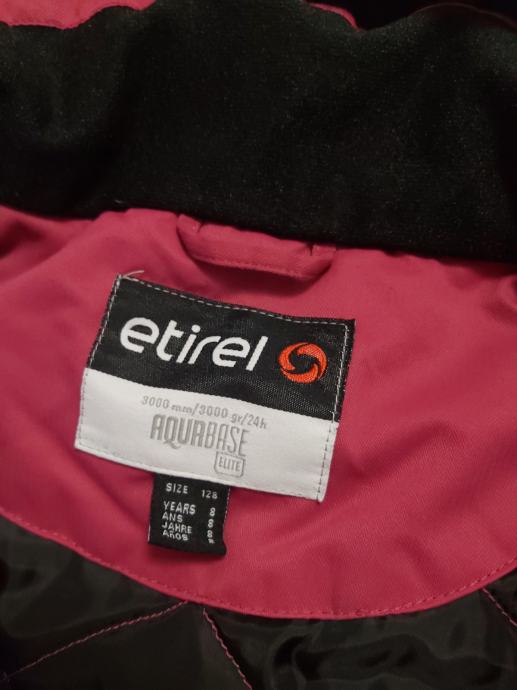 etirel
3000 mm/3000 gr/24h
AQUABASE
ELITE
SIZE 128
YEARS 8
ANS 8
JAHRE 8
AÑOS 8